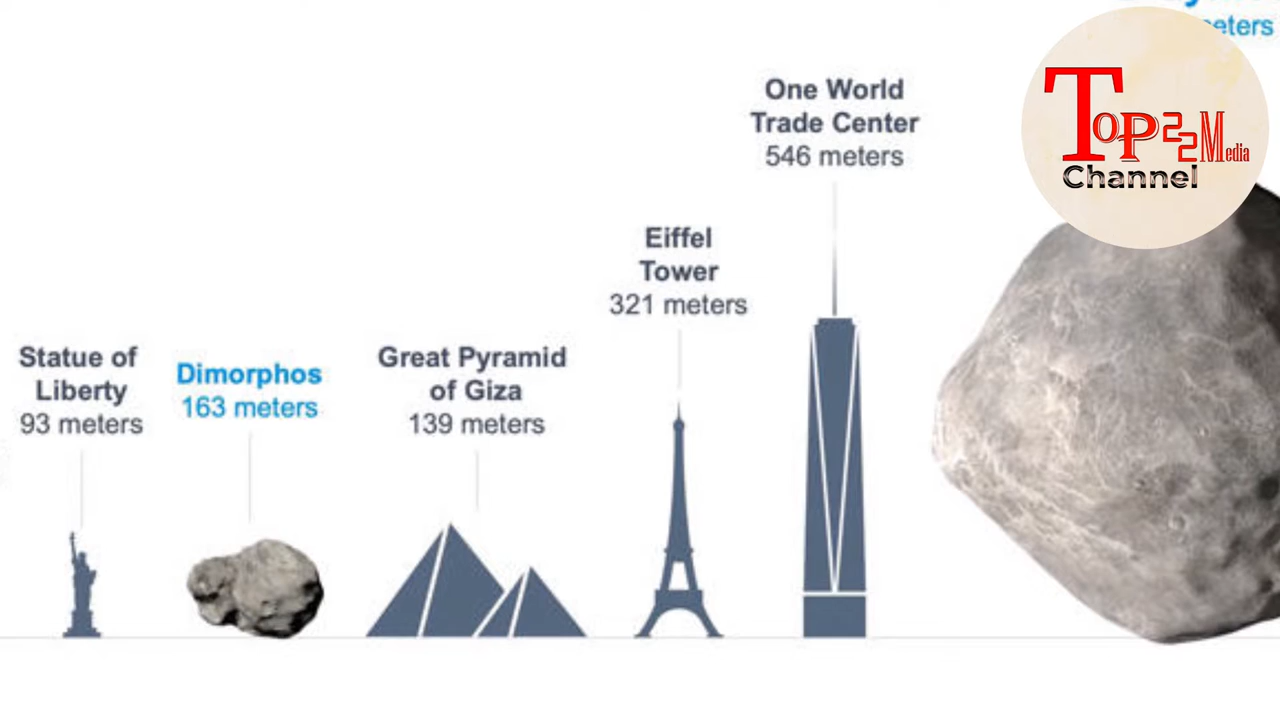 Statue of
Liberty
93 meters
Dimorphos
163 meters
Great Pyramid
of Giza
139 meters
Eiffel
Tower
321 meters
One World
Trade Center
546 meters
Top22Media
Channel